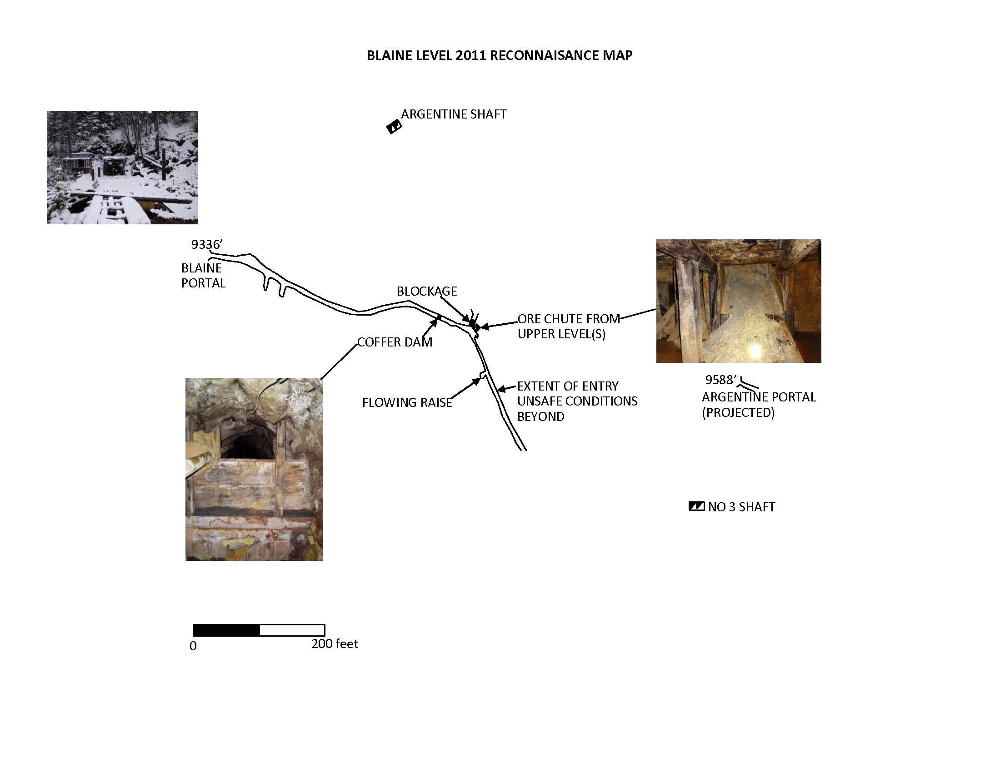 BLAINE LEVEL 2011 RECONNAISANCE MAP
ARGENTINE SHAFT
9336’
BLAINE
PORTAL
BLOCKAGE
ORE CHUTE FROM
UPPER LEVEL(S)
COFFER DAM
9588’
ARGENTINE PORTAL
(PROJECTED)
EXTENT OF ENTRY
UNSAFE CONDITIONS
BEYOND
FLOWING RAISE
NO 3 SHAFT
0
200 feet